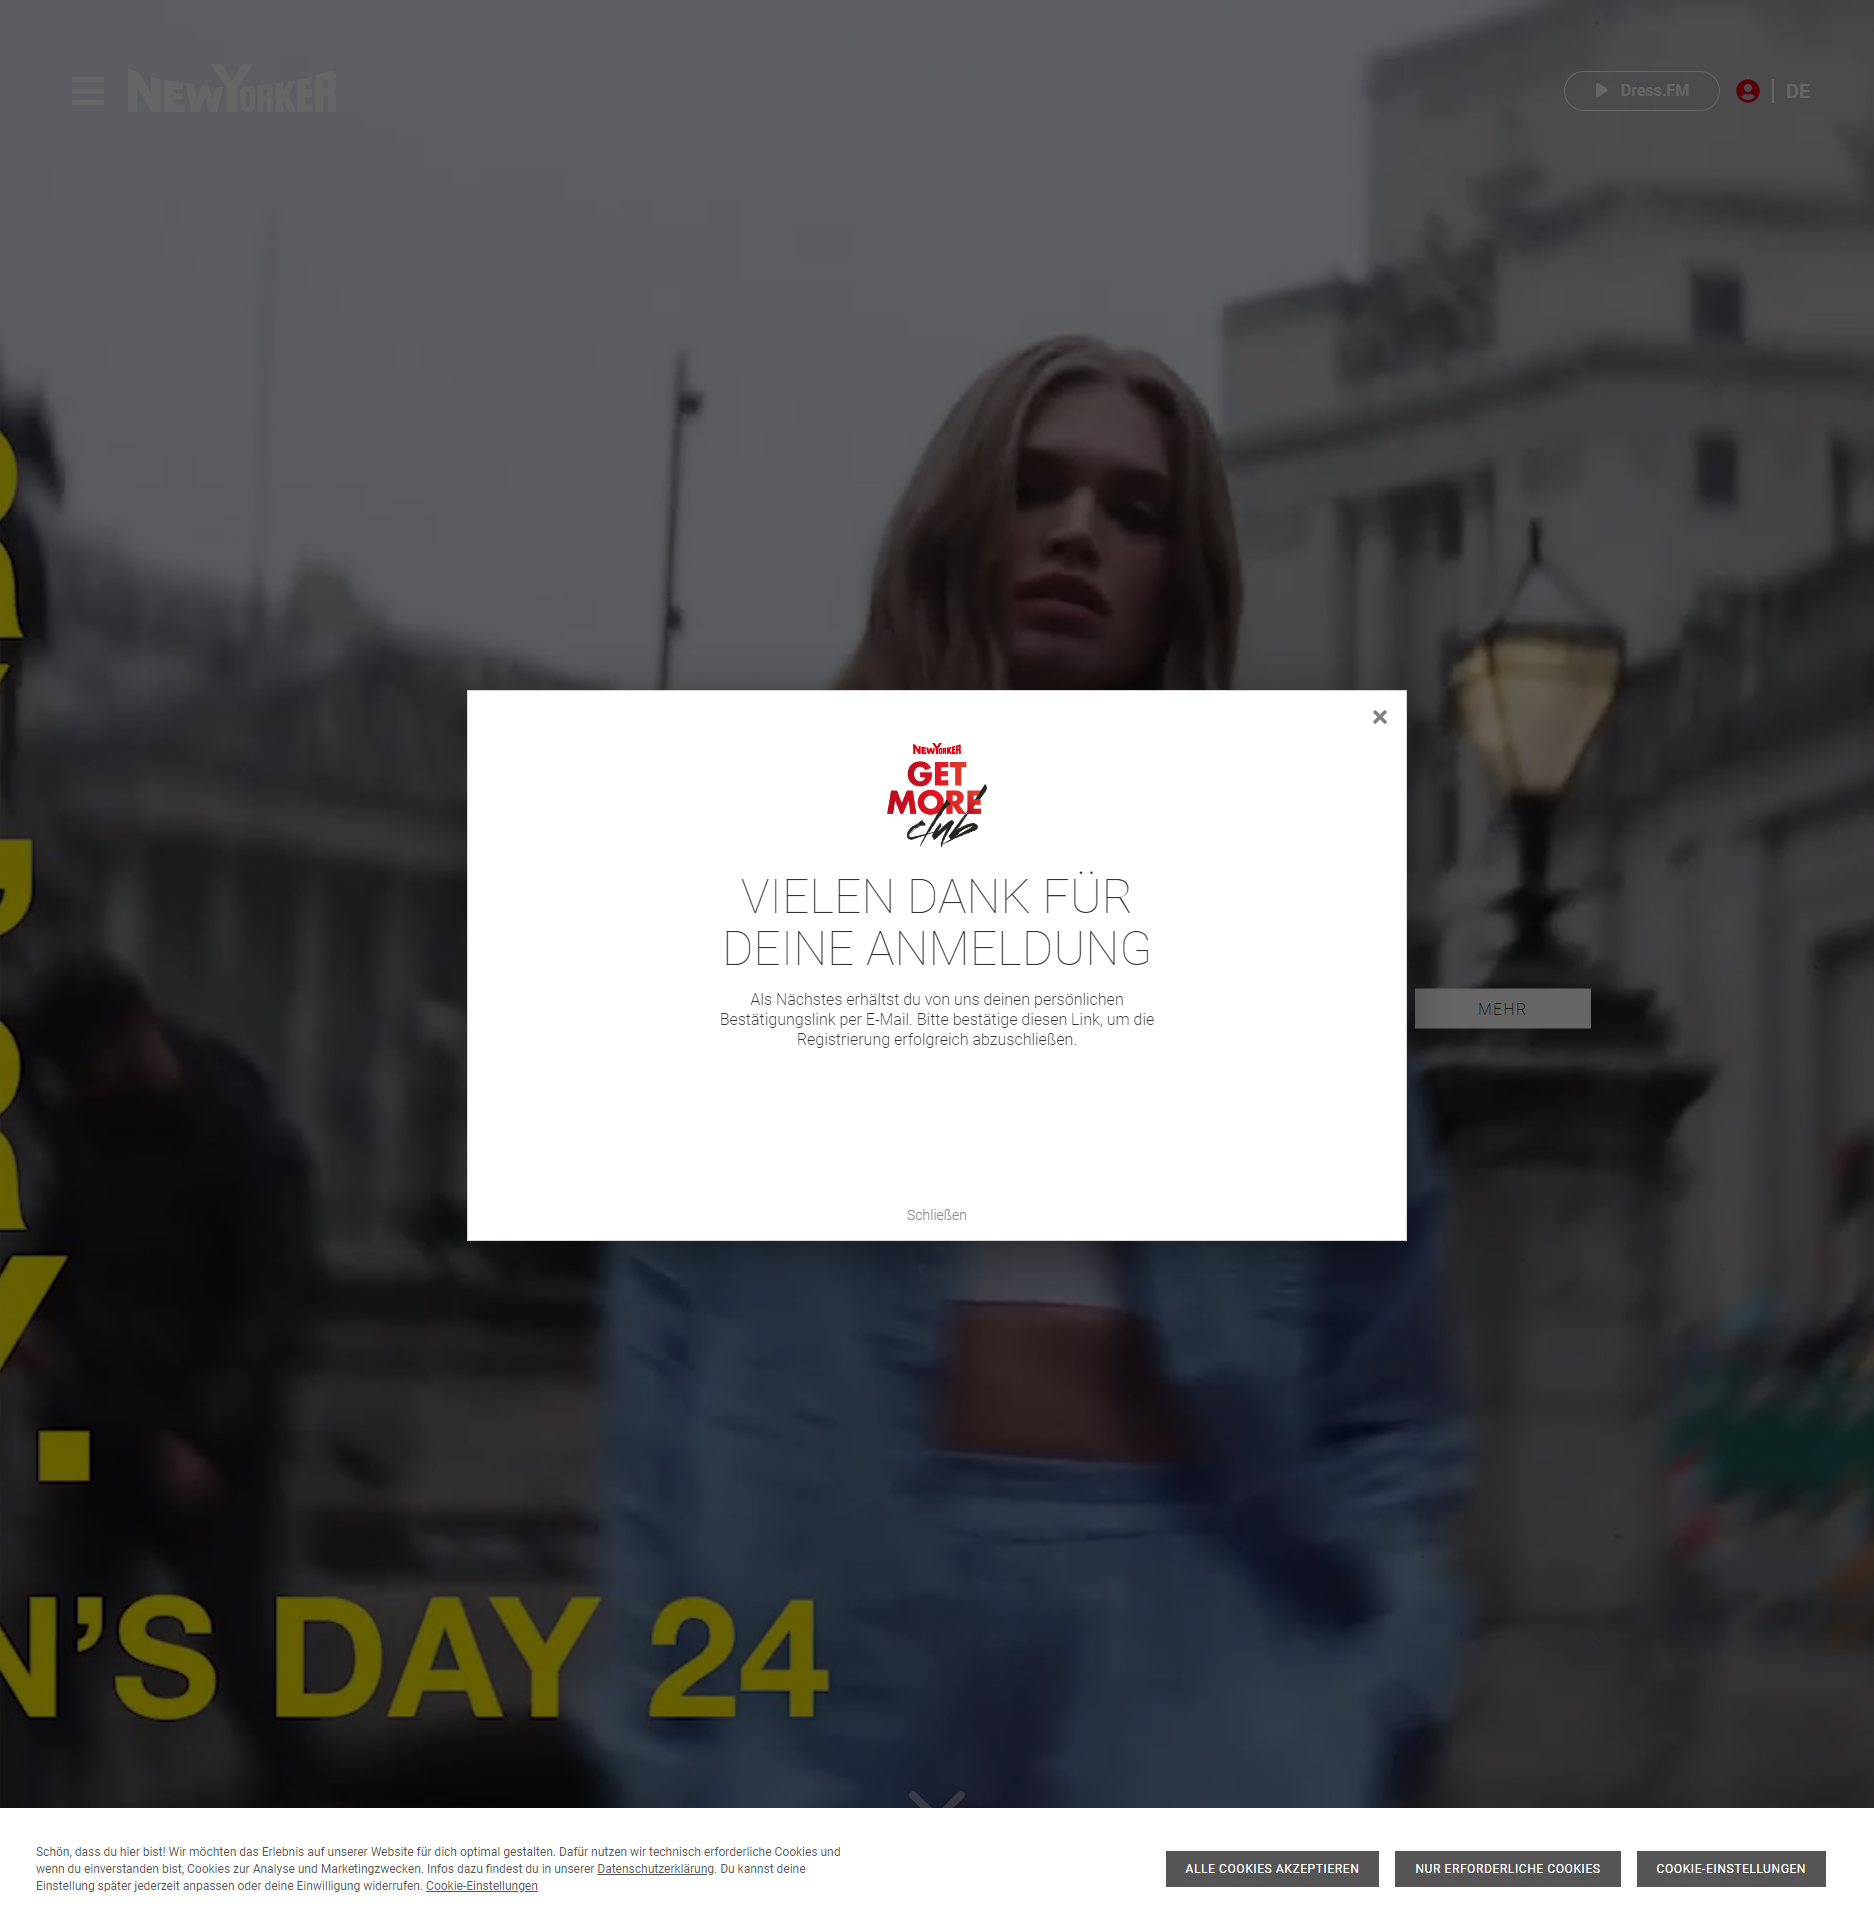 NEWYORKER
Dress.FM
DE
NEWYORKER
GET
MORE
club
VIELEN DANK FÜR
DEINE ANMELDUNG
Als Nächstes erhältst du von uns deinen persönlichen
Bestätigungslink per E-Mail. Bitte bestätige diesen Link, um die
Registrierung erfolgreich abzuschließen.
MEHR
Schließen
N'S DAY 24
Schön, dass du hier bist! Wir möchten das Erlebnis auf unserer Website für dich optimal gestalten. Dafür nutzen wir technisch erforderliche Cookies und
wenn du einverstanden bist, Cookies zur Analyse und Marketingzwecken. Infos dazu findest du in unserer Datenschutzerklärung. Du kannst deine
Einstellung später jederzeit anpassen oder deine Einwilligung widerrufen. Cookie-Einstellungen
ALLE COOKIES AKZEPTIEREN
NUR ERFORDERLICHE COOKIES
COOKIE-EINSTELLUNGEN